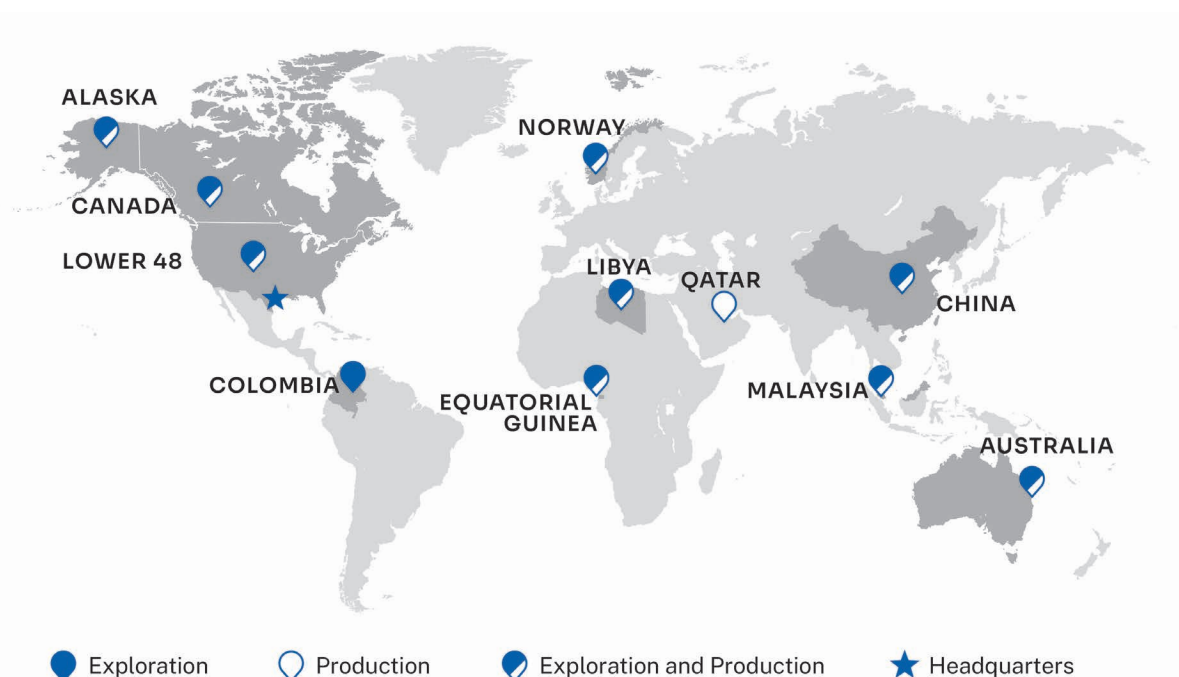 ALASKA
NORWAY
CANADA
LOWER 48
LIBYA
QATAR
CHINA
COLOMBIA
EQUATORIAL
GUINEA
MALAYSIA
AUSTRALIA
Exploration
Production
Exploration and Production
Headquarters